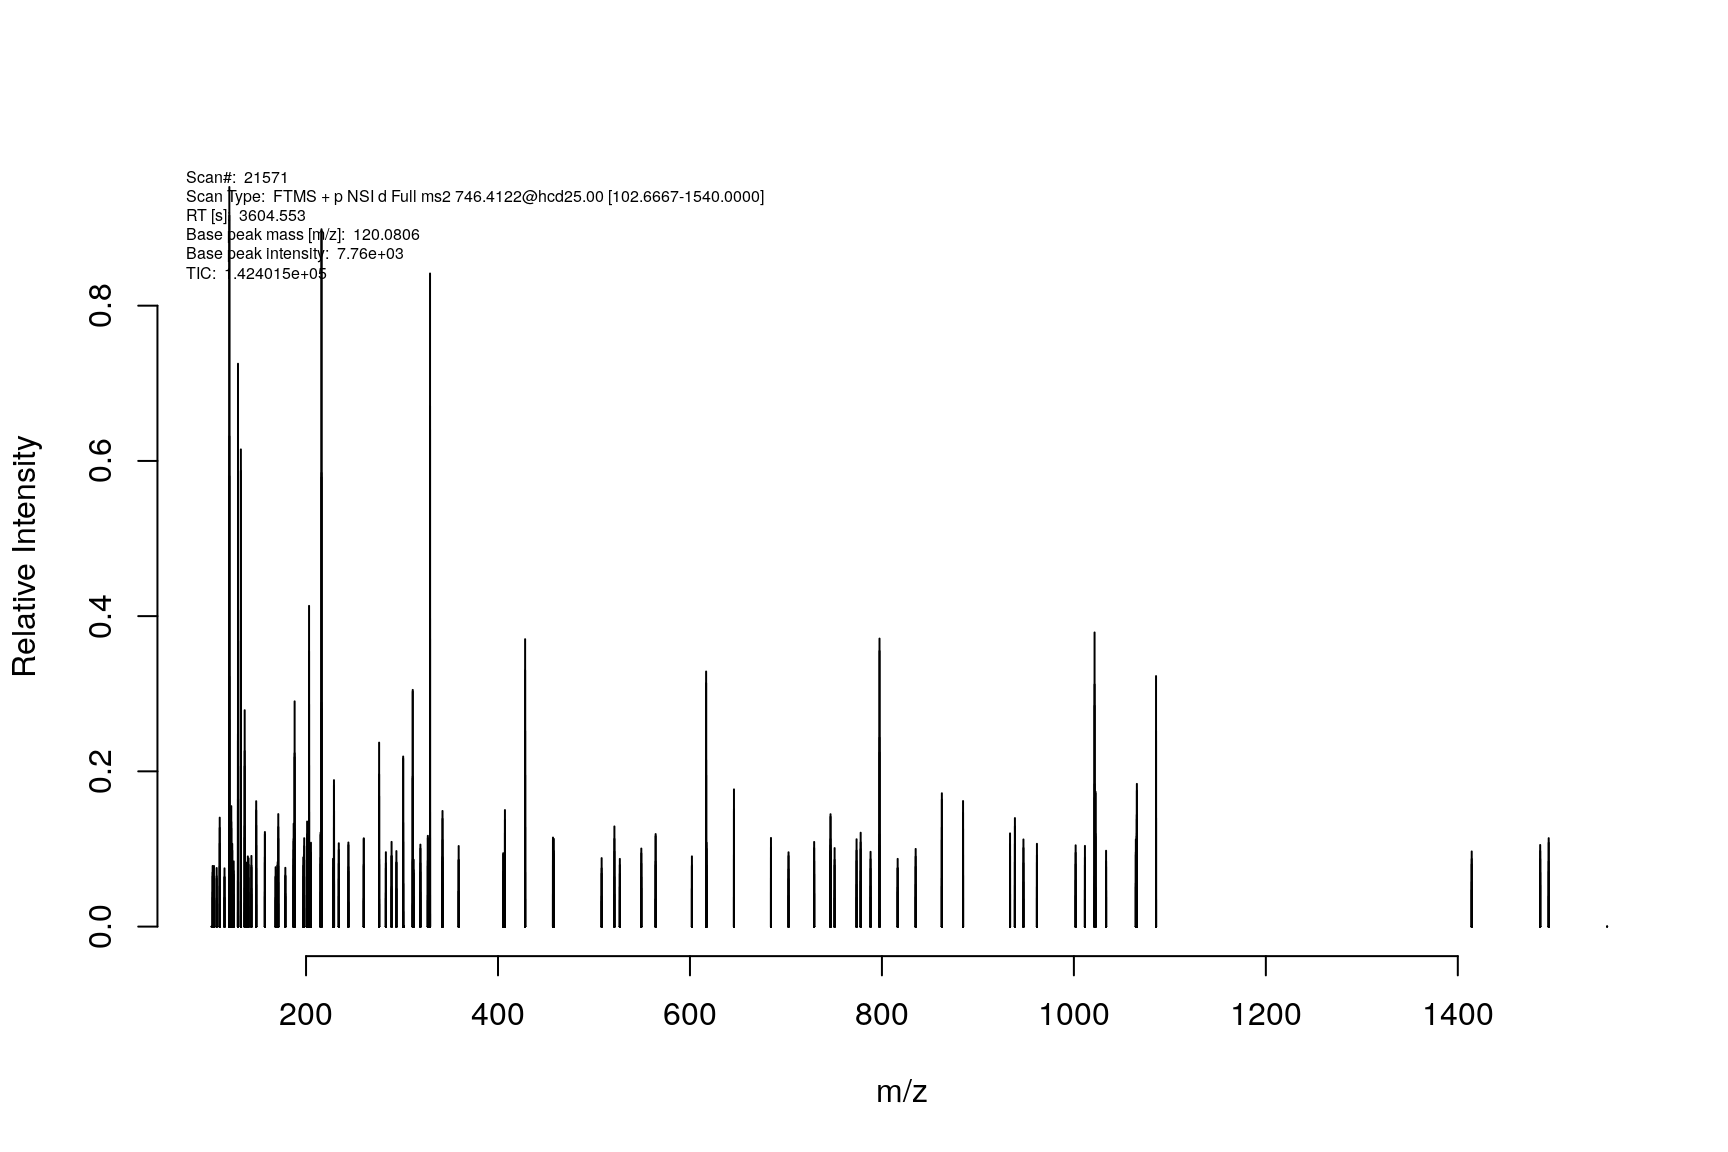 Scan#: 21571
Scan Type: FTMS + p NSI d Full ms2 746.4122@hcd25.00 [102.6667-1540.0000]
RT [s]: 3604.553
Base peak mass [m/z]: 120.0806
Base peak intensity: 7.76e+03
TIC: 1.424015e+05
0.8
0.6
0.4
0.2
0.0
Relative Intensity
200 400 600 800 1000 1200 1400
m/z